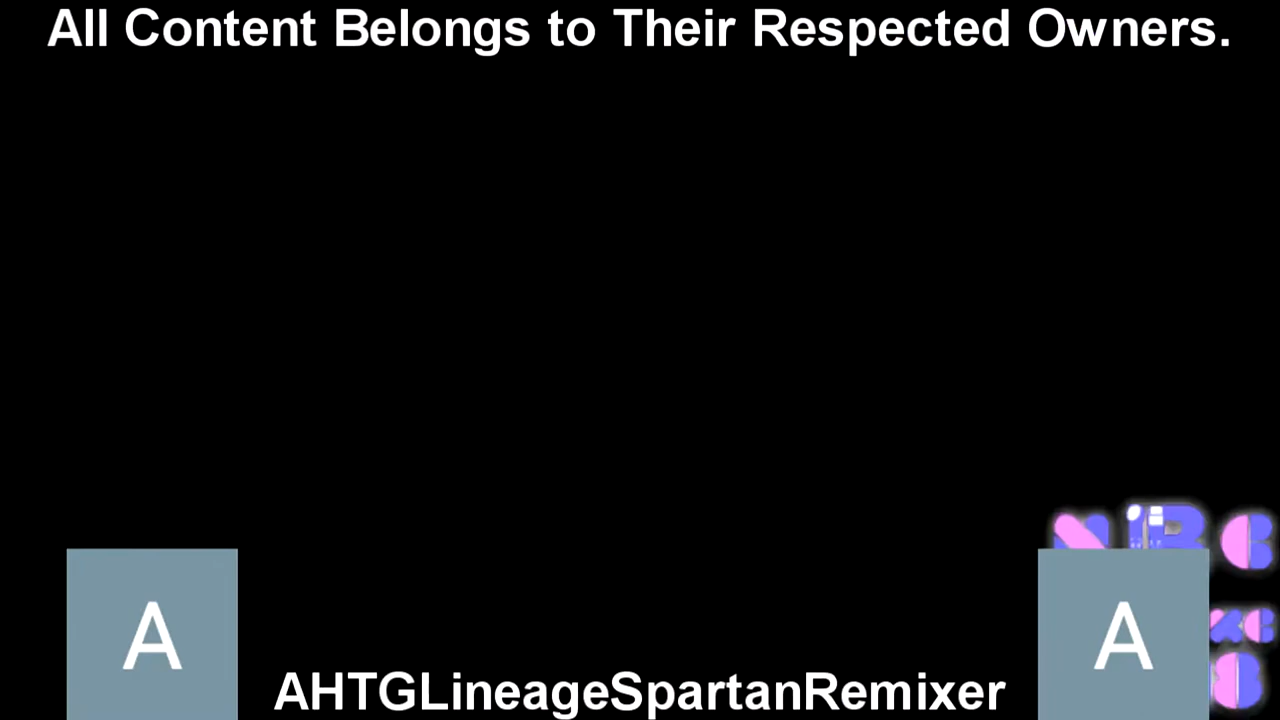 All Content Belongs to Their Respected Owners.
A
A
AHTGLineageSpartanRemixer